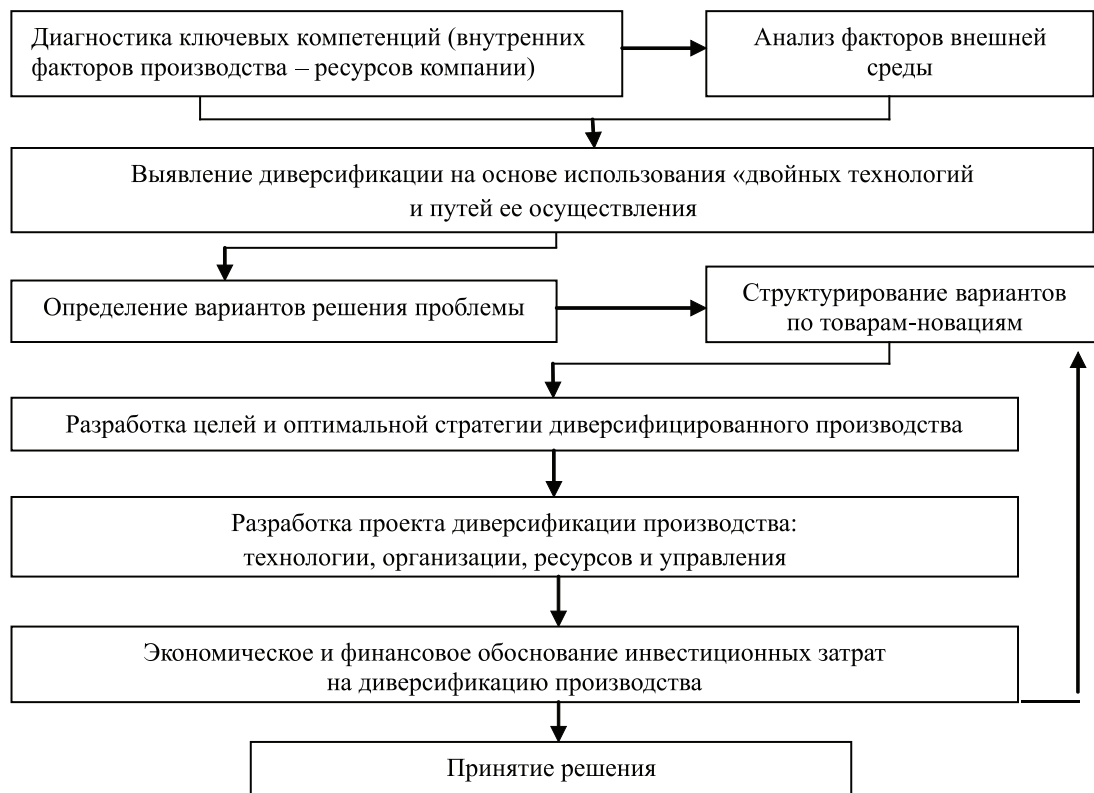 Диагностика ключевых компетенций (внутренних
факторов производства – ресурсов компании)
Анализ факторов внешней
среды
Выявление диверсификации на основе использования «двойных технологий
и путей ее осуществления
Определение вариантов решения проблемы
Структурирование вариантов
по товарам-новациям
Разработка целей и оптимальной стратегии диверсифицированного производства
Разработка проекта диверсификации производства:
технологии, организации, ресурсов и управления
Экономическое и финансовое обоснование инвестиционных затрат
на диверсификацию производства
Принятие решения